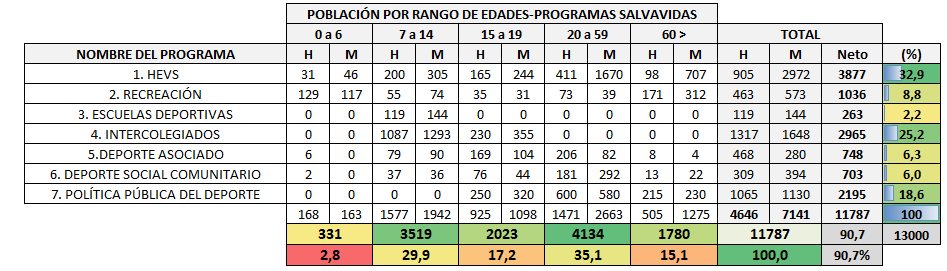 POBLACIÓN POR RANGO DE EDADES-PROGRAMAS SALVAVIDAS
0 a 6 7 a 14 15 a 19 20 a 59 60 > TOTAL
NOMBRE DEL PROGRAMA H M H M H M H M H M H M Neto (%)
1. HEVS 31 46 200 305 165 244 411 1670 98 707 905 2972 3877 32,9
2. RECREACIÓN 129 117 55 74 35 31 73 39 171 312 463 573 1036 8,8
3. ESCUELAS DEPORTIVAS 0 0 119 144 0 0 0 0 0 0 119 144 263 2,2
4. INTERCOLEGIADOS 0 0 1087 1293 230 355 0 0 0 0 1317 1648 2965 25,2
5.DEPORTE ASOCIADO 6 0 79 90 169 104 206 82 8 4 468 280 748 6,3
6. DEPORTE SOCIAL COMUNITARIO 2 0 37 36 76 44 181 292 13 22 309 394 703 6,0
7. POLÍTICA PÚBLICA DEL DEPORTE 0 0 0 0 250 320 600 580 215 230 1065 1130 2195 18,6
168 163 1577 1942 925 1098 1471 2663 505 1275 4646 7141 11787 100
331 3519 2023 4134 1780 11787 90,7 13000
2,8 29,9 17,2 35,1 15,1 100,0 90,7%